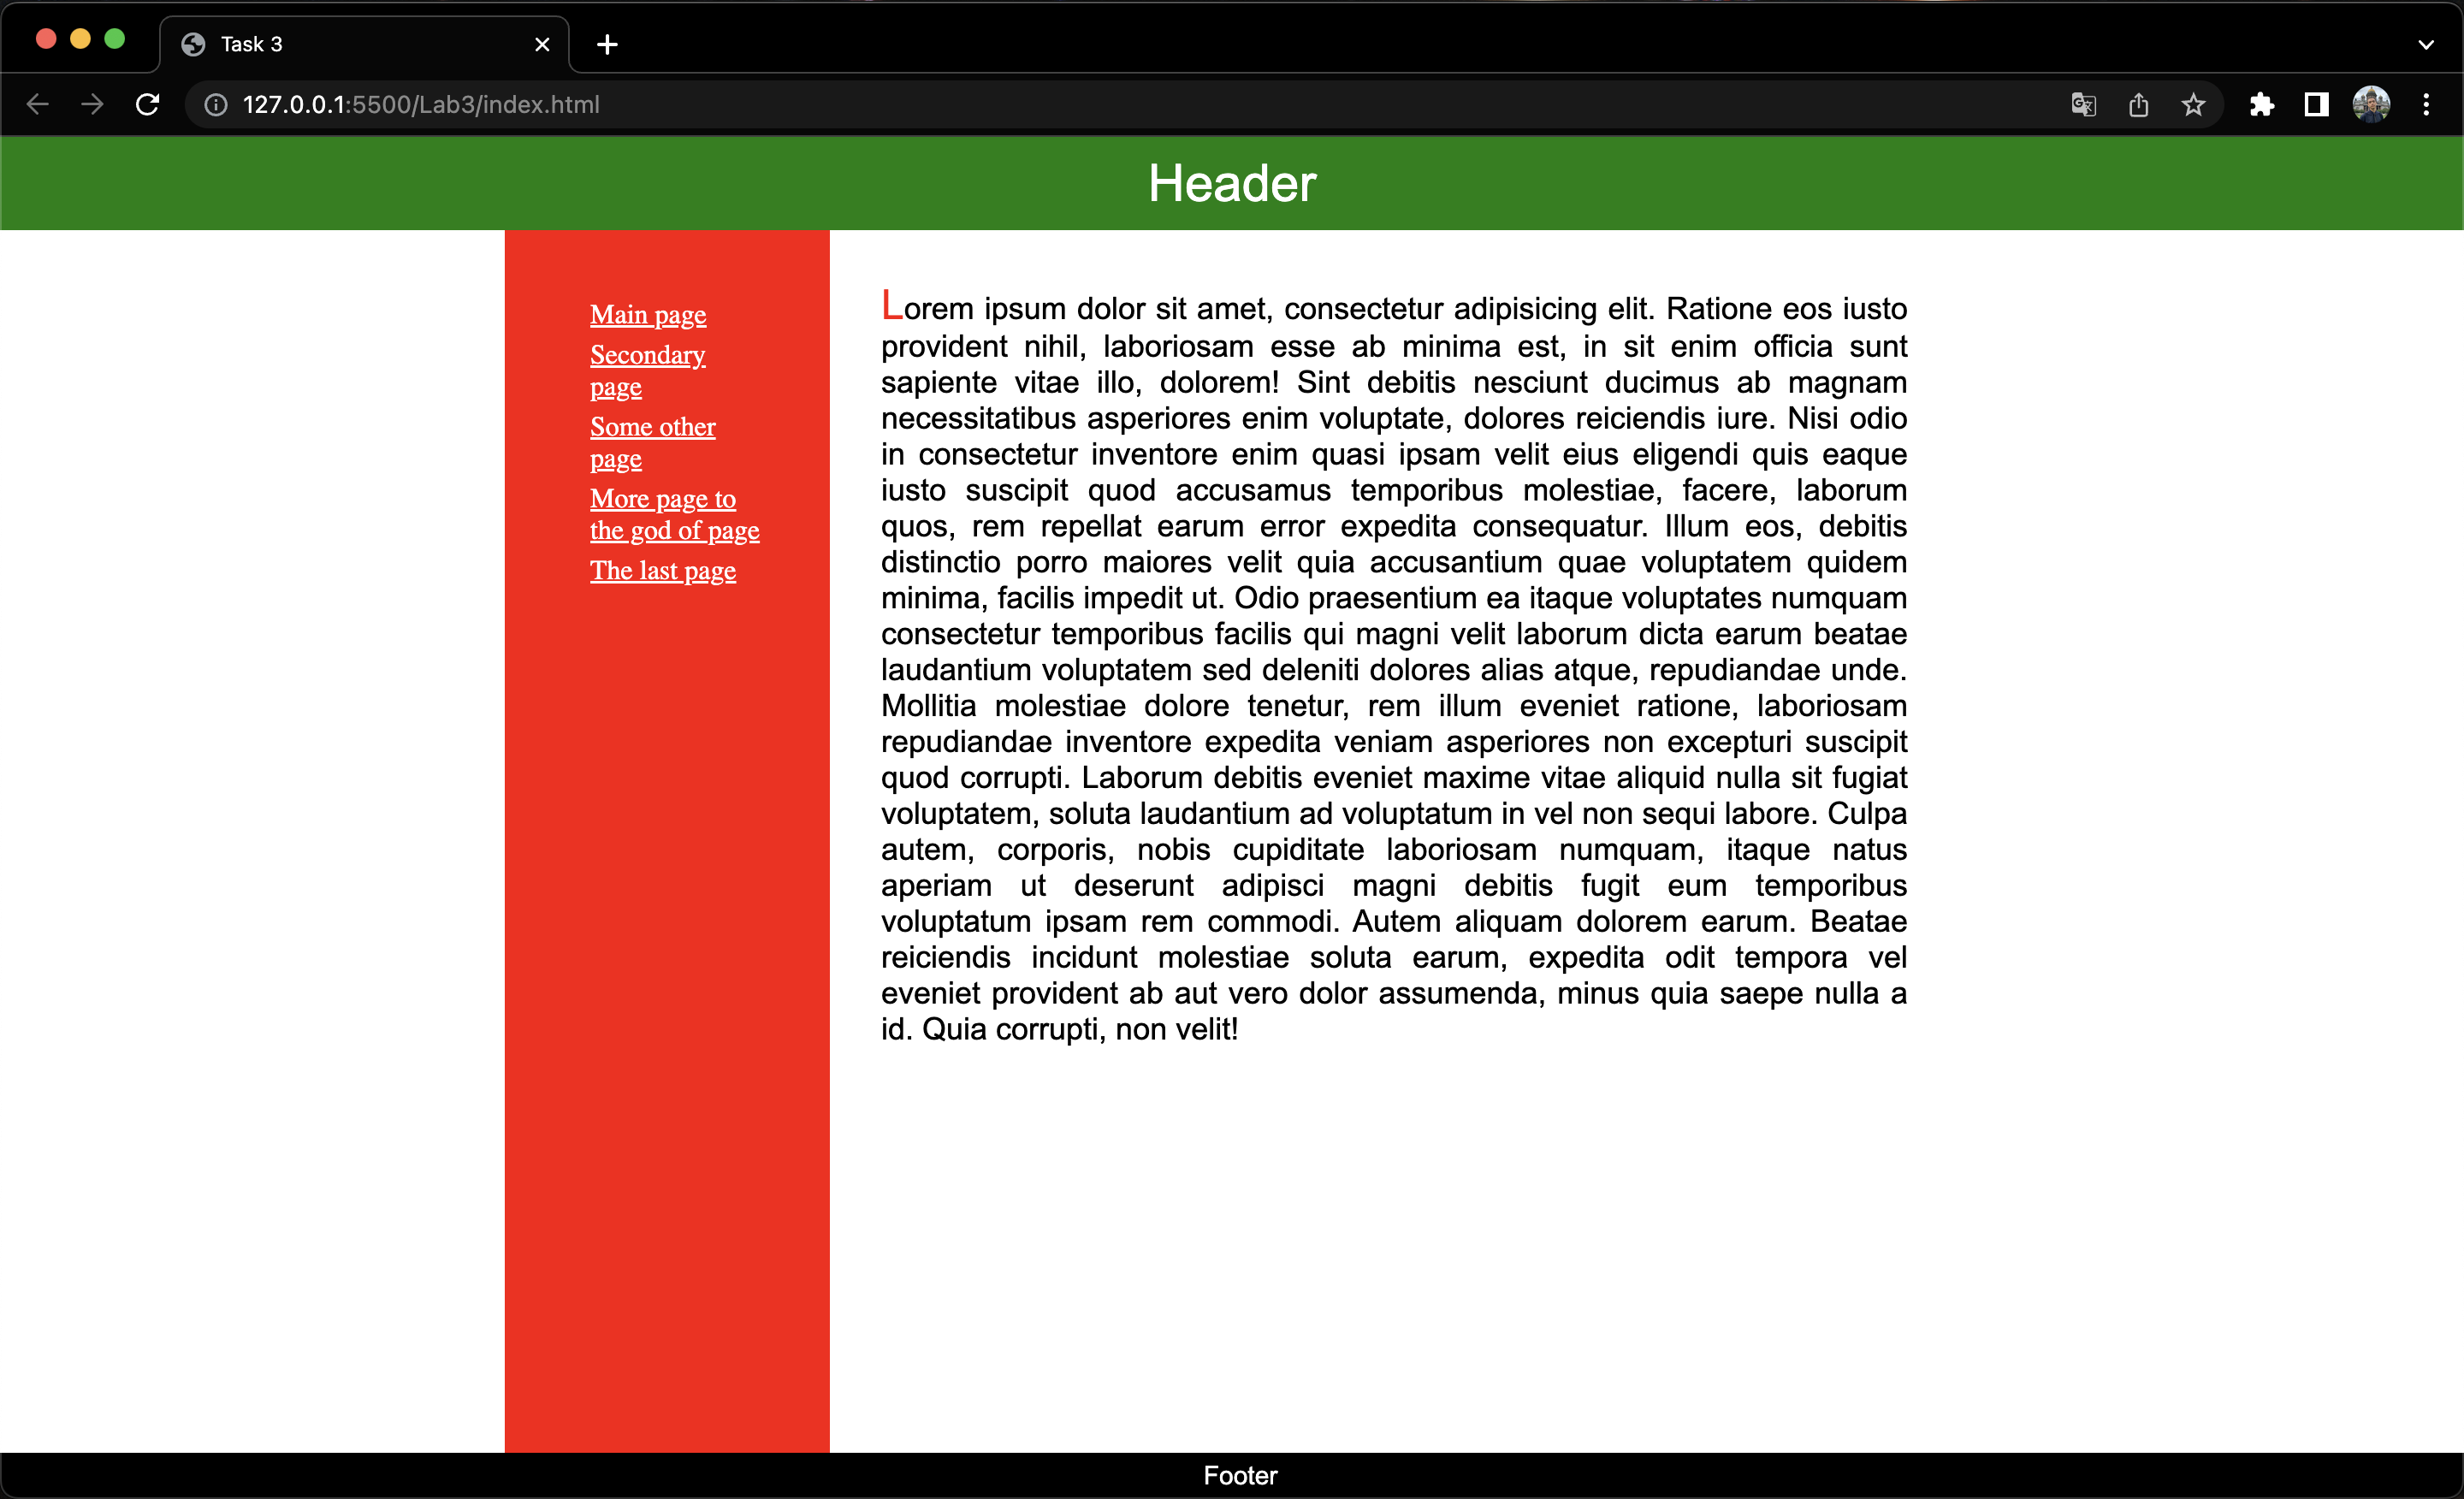 Task 3
127.0.0.1:5500/Lab3/index.html
Header
Main page
Secondary
page
Some other
page
More page to
the god of page
The last page
Lorem ipsum dolor sit amet, consectetur adipisicing elit. Ratione eos iusto
provident nihil, laboriosam esse ab minima est, in sit enim officia sunt
sapiente vitae illo, dolorem! Sint debitis nesciunt ducimus ab magnam
necessitatibus asperiores enim voluptate, dolores reiciendis iure. Nisi odio
in consectetur inventore enim quasi ipsam velit eius eligendi quis eaque
iusto suscipit quod accusamus temporibus molestiae, facere, laborum
quos, rem repellat earum error expedita consequatur. Illum eos, debitis
distinctio porro maiores velit quia accusantium quae voluptatem quidem
minima, facilis impedit ut. Odio praesentium ea itaque voluptates numquam
consectetur temporibus facilis qui magni velit laborum dicta earum beatae
laudantium voluptatem sed deleniti dolores alias atque, repudiandae unde.
Mollitia molestiae dolore tenetur, rem illum eveniet ratione, laboriosam
repudiandae inventore expedita veniam asperiores non excepturi suscipit
quod corrupti. Laborum debitis eveniet maxime vitae aliquid nulla sit fugiat
voluptatem, soluta laudantium ad voluptatum in vel non sequi labore. Culpa
autem, corporis, nobis cupiditate laboriosam numquam, itaque natus
aperiam ut deserunt adipisci magni debitis fugit eum temporibus
voluptatum ipsam rem commodi. Autem aliquam dolorem earum. Beatae
reiciendis incidunt molestiae soluta earum, expedita odit tempora vel
eveniet provident ab aut vero dolor assumenda, minus quia saepe nulla a
id. Quia corrupti, non velit!
Footer